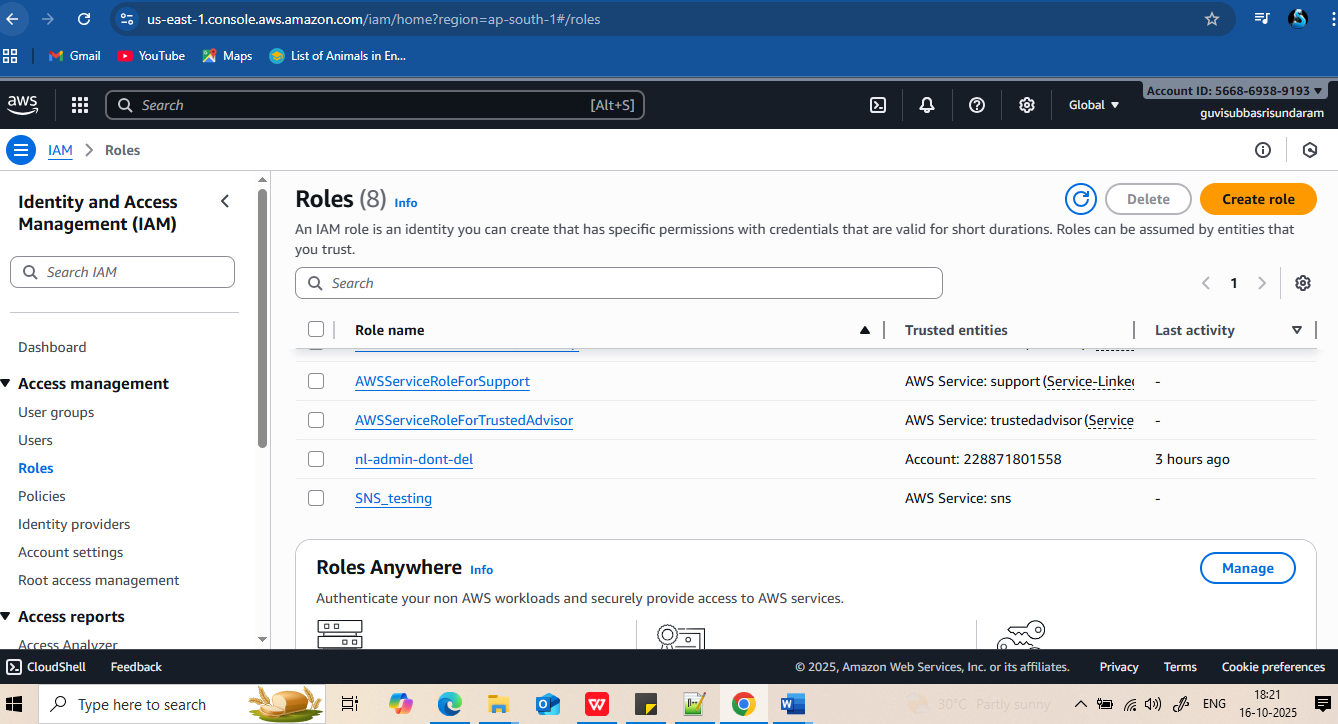 us-east-1.console.aws.amazon.com/iam/home?region=ap-south-1#/roles
Gmail
YouTube
Maps
List of Animals in En...
aws
Search
[Alt+S]
Global
Account ID: 5668-6938-9193
guvisubbasrisundaram
IAM
Roles
Identity and Access
Management (IAM)
Search IAM
Dashboard
Access management
User groups
Users
Roles
Policies
Identity providers
Account settings
Root access management
Access reports
Access Analyzer
Roles (8) Info
Delete
Create role
An IAM role is an identity you can create that has specific permissions with credentials that are valid for short durations. Roles can be assumed by entities that
you trust.
Search
1
Role name
Trusted entities
Last activity
AWSServiceRoleForSupport
AWS Service: support (Service-Linked
-
AWSServiceRoleForTrustedAdvisor
AWS Service: trustedadvisor (Service
-
nl-admin-dont-del
Account: 228871801558
3 hours ago
SNS_testing
AWS Service: sns
-
Roles Anywhere Info
Manage
Authenticate your non AWS workloads and securely provide access to AWS services.
CloudShell
Feedback
© 2025, Amazon Web Services, Inc. or its affiliates.
Privacy
Terms
Cookie preferences
Type here to search
30°C Partly sunny
ENG
18:21
16-10-2025